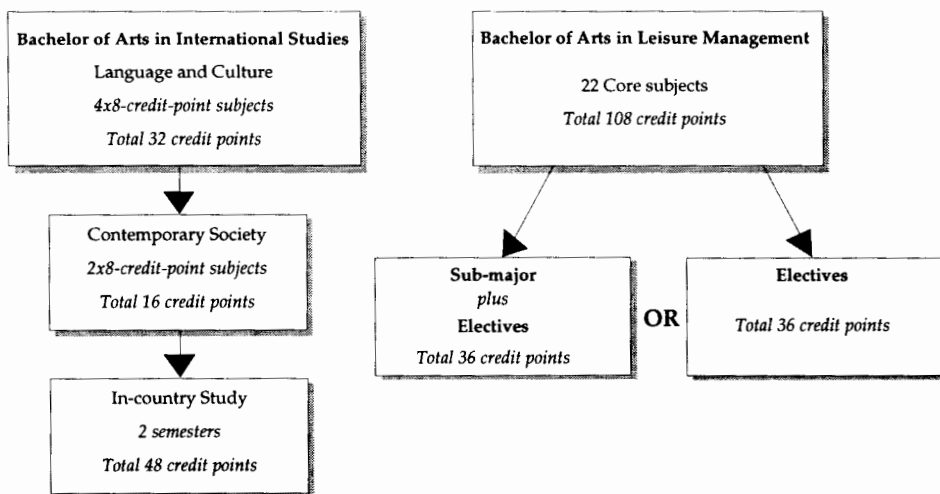 Bachelor of Arts in International Studies
Language and Culture
4x8-credit-point subjects
Total 32 credit points
Contemporary Society
2x8-credit-point subjects
Total 16 credit points
In-country Study
2 semesters
Total 48 credit points
Bachelor of Arts in Leisure Management
22 Core subjects
Total 108 credit points
Sub-major
plus
Electives
Total 36 credit points
OR
Electives
Total 36 credit points